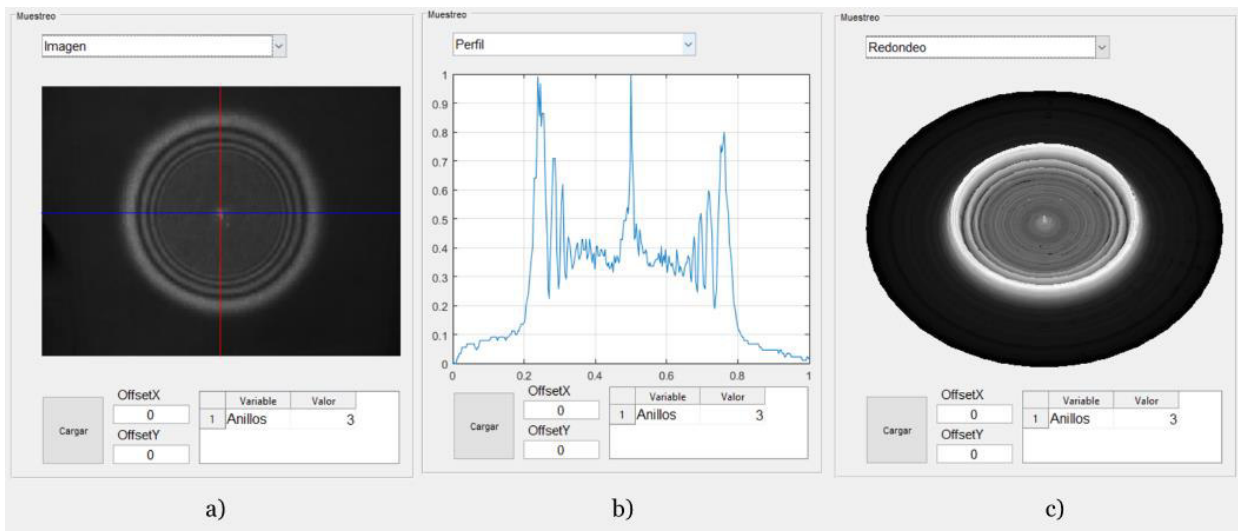 Muestreo
Imagen
Cargar
OffsetX
0
OffsetY
0
Variable Valor
1 Anillos 3
a)
Muestreo
Perfil
1
0.9
0.8
0.7
0.6
0.5
0.4
0.3
0.2
0.1
0
0 0.2 0.4 0.6 0.8 1
Cargar
OffsetX
0
OffsetY
0
Variable Valor
1 Anillos 3
b)
Muestreo
Redondeo
Cargar
OffsetX
0
OffsetY
0
Variable Valor
1 Anillos 3
c)